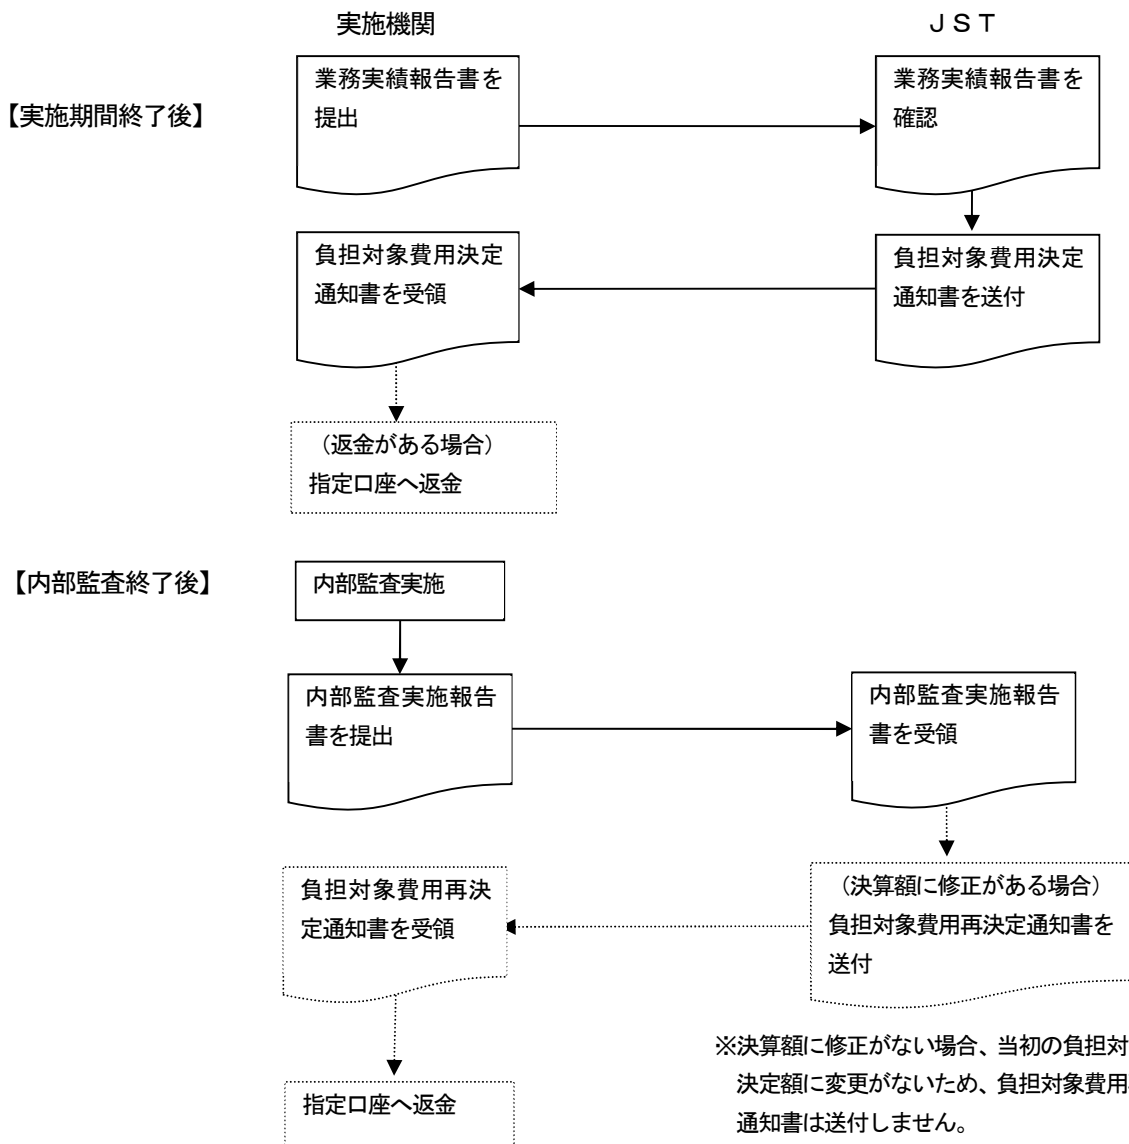 実施機関
ＪＳＴ
【実施期間終了後】
業務実績報告書を
提出
業務実績報告書を
確認
負担対象費用決定
通知書を受領
負担対象費用決定
通知書を送付
（返金がある場合）
指定口座へ返金
【内部監査終了後】
内部監査実施
内部監査実施報告
書を提出
内部監査実施報告
書を受領
負担対象費用再決
定通知書を受領
（決算額に修正がある場合）
負担対象費用再決定通知書を
送付
指定口座へ返金
※決算額に修正がない場合、当初の負担対
決定額に変更がないため、負担対象費用
通知書は送付しません。